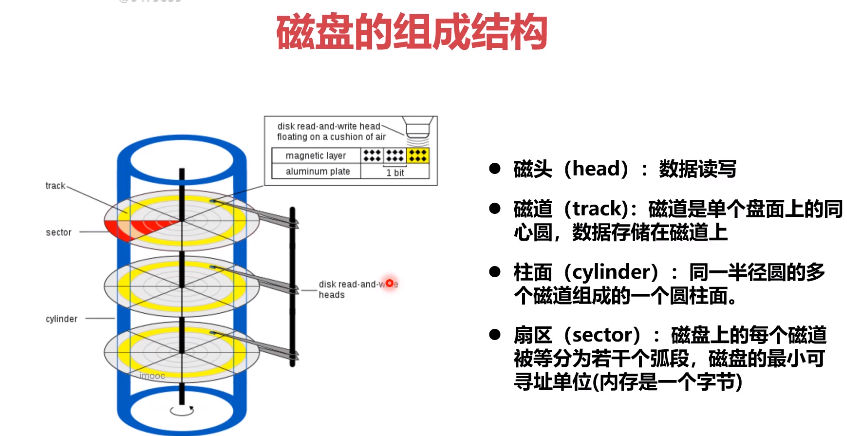 磁盘的组成结构
disk read-and-write head
floating on a cushion of air
magnetic layer
aluminum plate
1 bit
track
sector
cylinder
disk read-and-write
heads
imooc
● 磁头（head）：数据读写
● 磁道（track）：磁道是单个盘面上的同
心圆，数据存储在磁道上
● 柱面（cylinder）：同一半径圆的多
个磁道组成的一个圆柱面。
● 扇区（sector）：磁盘上的每个磁道
被等分为若干个弧段，磁盘的最小可
寻址单位(内存是一个字节)